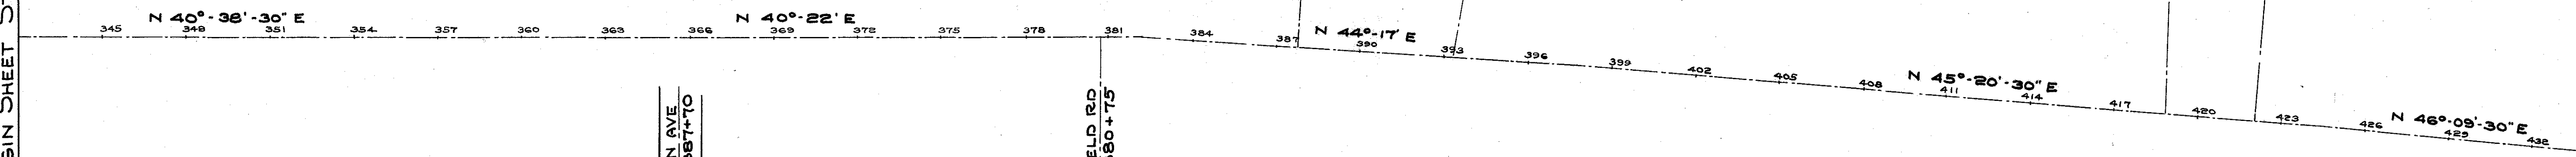 N 40°-38'-30" E
N 40°-22' E
N 44°-17' E
N 45°-20'-30" E
N 46°-09'-30" E
345 348 351 354 357 360 363 366 369 372 375 378 381 384 387 390 393 396 399 402 405 408 411 414 417 420 423 426 429 432
SHEET
AVE
87+70
RD
80+75